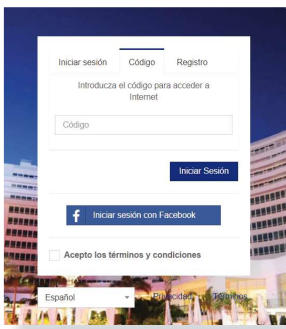 Iniciar sesión Código Registro
Introduzca el código para acceder a
Internet
Código
Iniciar Sesión
f Iniciar sesión con Facebook
Acepto los términos y condiciones
Español Publicidad Términos